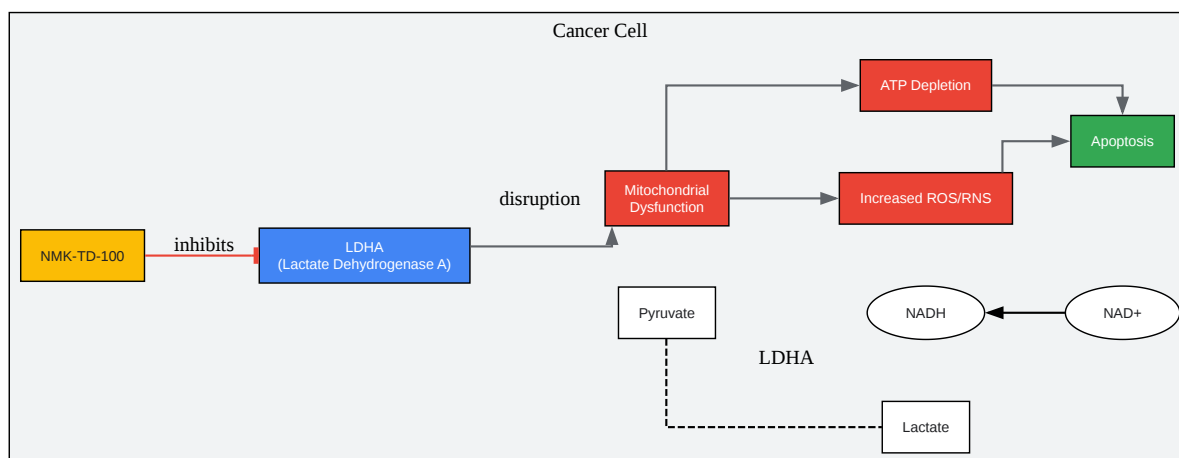 Cancer Cell
ATP Depletion
Apoptosis
Mitochondrial
Dysfunction
disruption
Increased ROS/RNS
NMK-TD-100
inhibits
LDHA
(Lactate Dehydrogenase A)
Pyruvate
NADH
NAD+
LDHA
Lactate